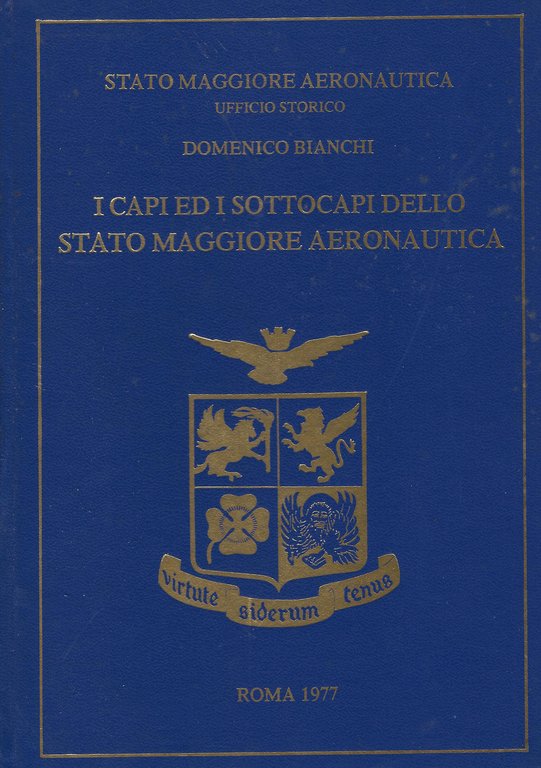 STATO MAGGIORE AERONAUTICA
UFFICIO STORICO
DOMENICO BIANCHI
I CAPI ED I SOTTOCAPI DELLO
STATO MAGGIORE AERONAUTICA
virtute siderum tenus
ROMA 1977